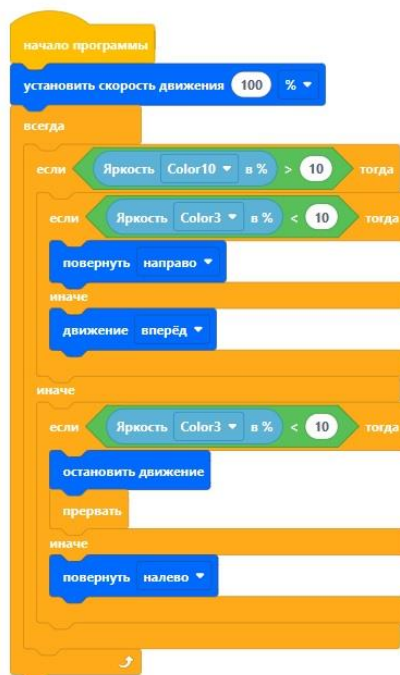 начало программы
установить скорость движения 100 %
всегда
если Яркость Color10 в % > 10 тогда
если Яркость Color3 в % < 10 тогда
повернуть направо
иначе
движение вперёд
иначе
если Яркость Color3 в % < 10 тогда
остановить движение
прервать
иначе
повернуть налево